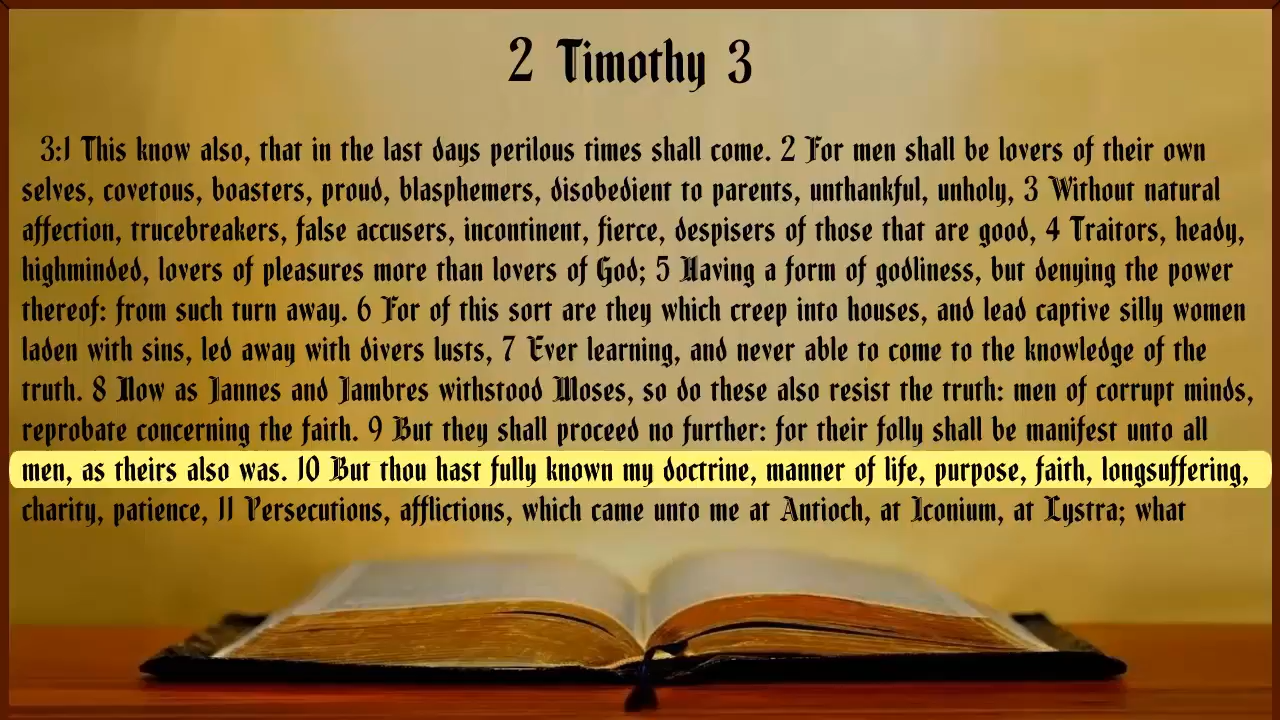 2 Timothy 3
3:1 This know also, that in the last days perilous times shall come. 2 For men shall be lovers of their own
selves, covetous, boasters, proud, blasphemers, disobedient to parents, unthankful, unholy, 3 Without natural
affection, trucebreakers, false accusers, incontinent, fierce, despisers of those that are good, 4 Traitors, heady,
highminded, lovers of pleasures more than lovers of God; 5 Having a form of godliness, but denying the power
thereof: from such turn away. 6 For of this sort are they which creep into houses, and lead captive silly women
laden with sins, led away with divers lusts, 7 Ever learning, and never able to come to the knowledge of the
truth. 8 Now as Jannes and Jambres withstood Moses, so do these also resist the truth: men of corrupt minds,
reprobate concerning the faith. 9 But they shall proceed no further: for their folly shall be manifest unto all
men, as theirs also was. 10 But thou hast fully known my doctrine, manner of life, purpose, faith, longsuffering,
charity, patience, 11 Persecutions, afflictions, which came unto me at Antioch, at Iconium, at Lystra; what